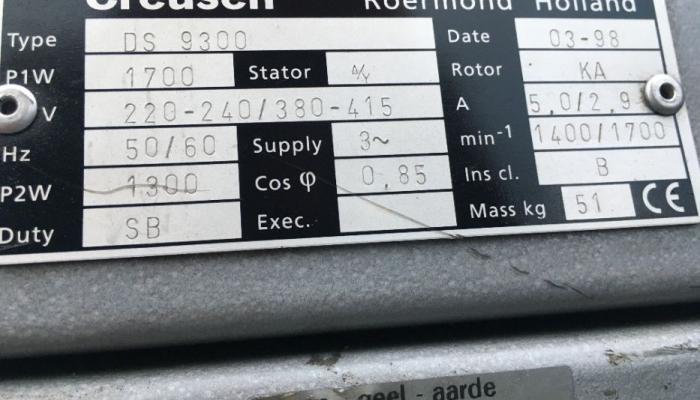 Creusen Roermond Holland
Type DS 9300 Date 03-98
P1W 1700 Stator Δ/Y Rotor KA
V 220-240/380-415 A 5,0/2,9
Hz 50/60 Supply 3~ min-1 1400/1700
P2W 1300 Cos φ 0,85 Ins cl. B
Duty SB Exec. Mass kg 51 CE
geel - aarde